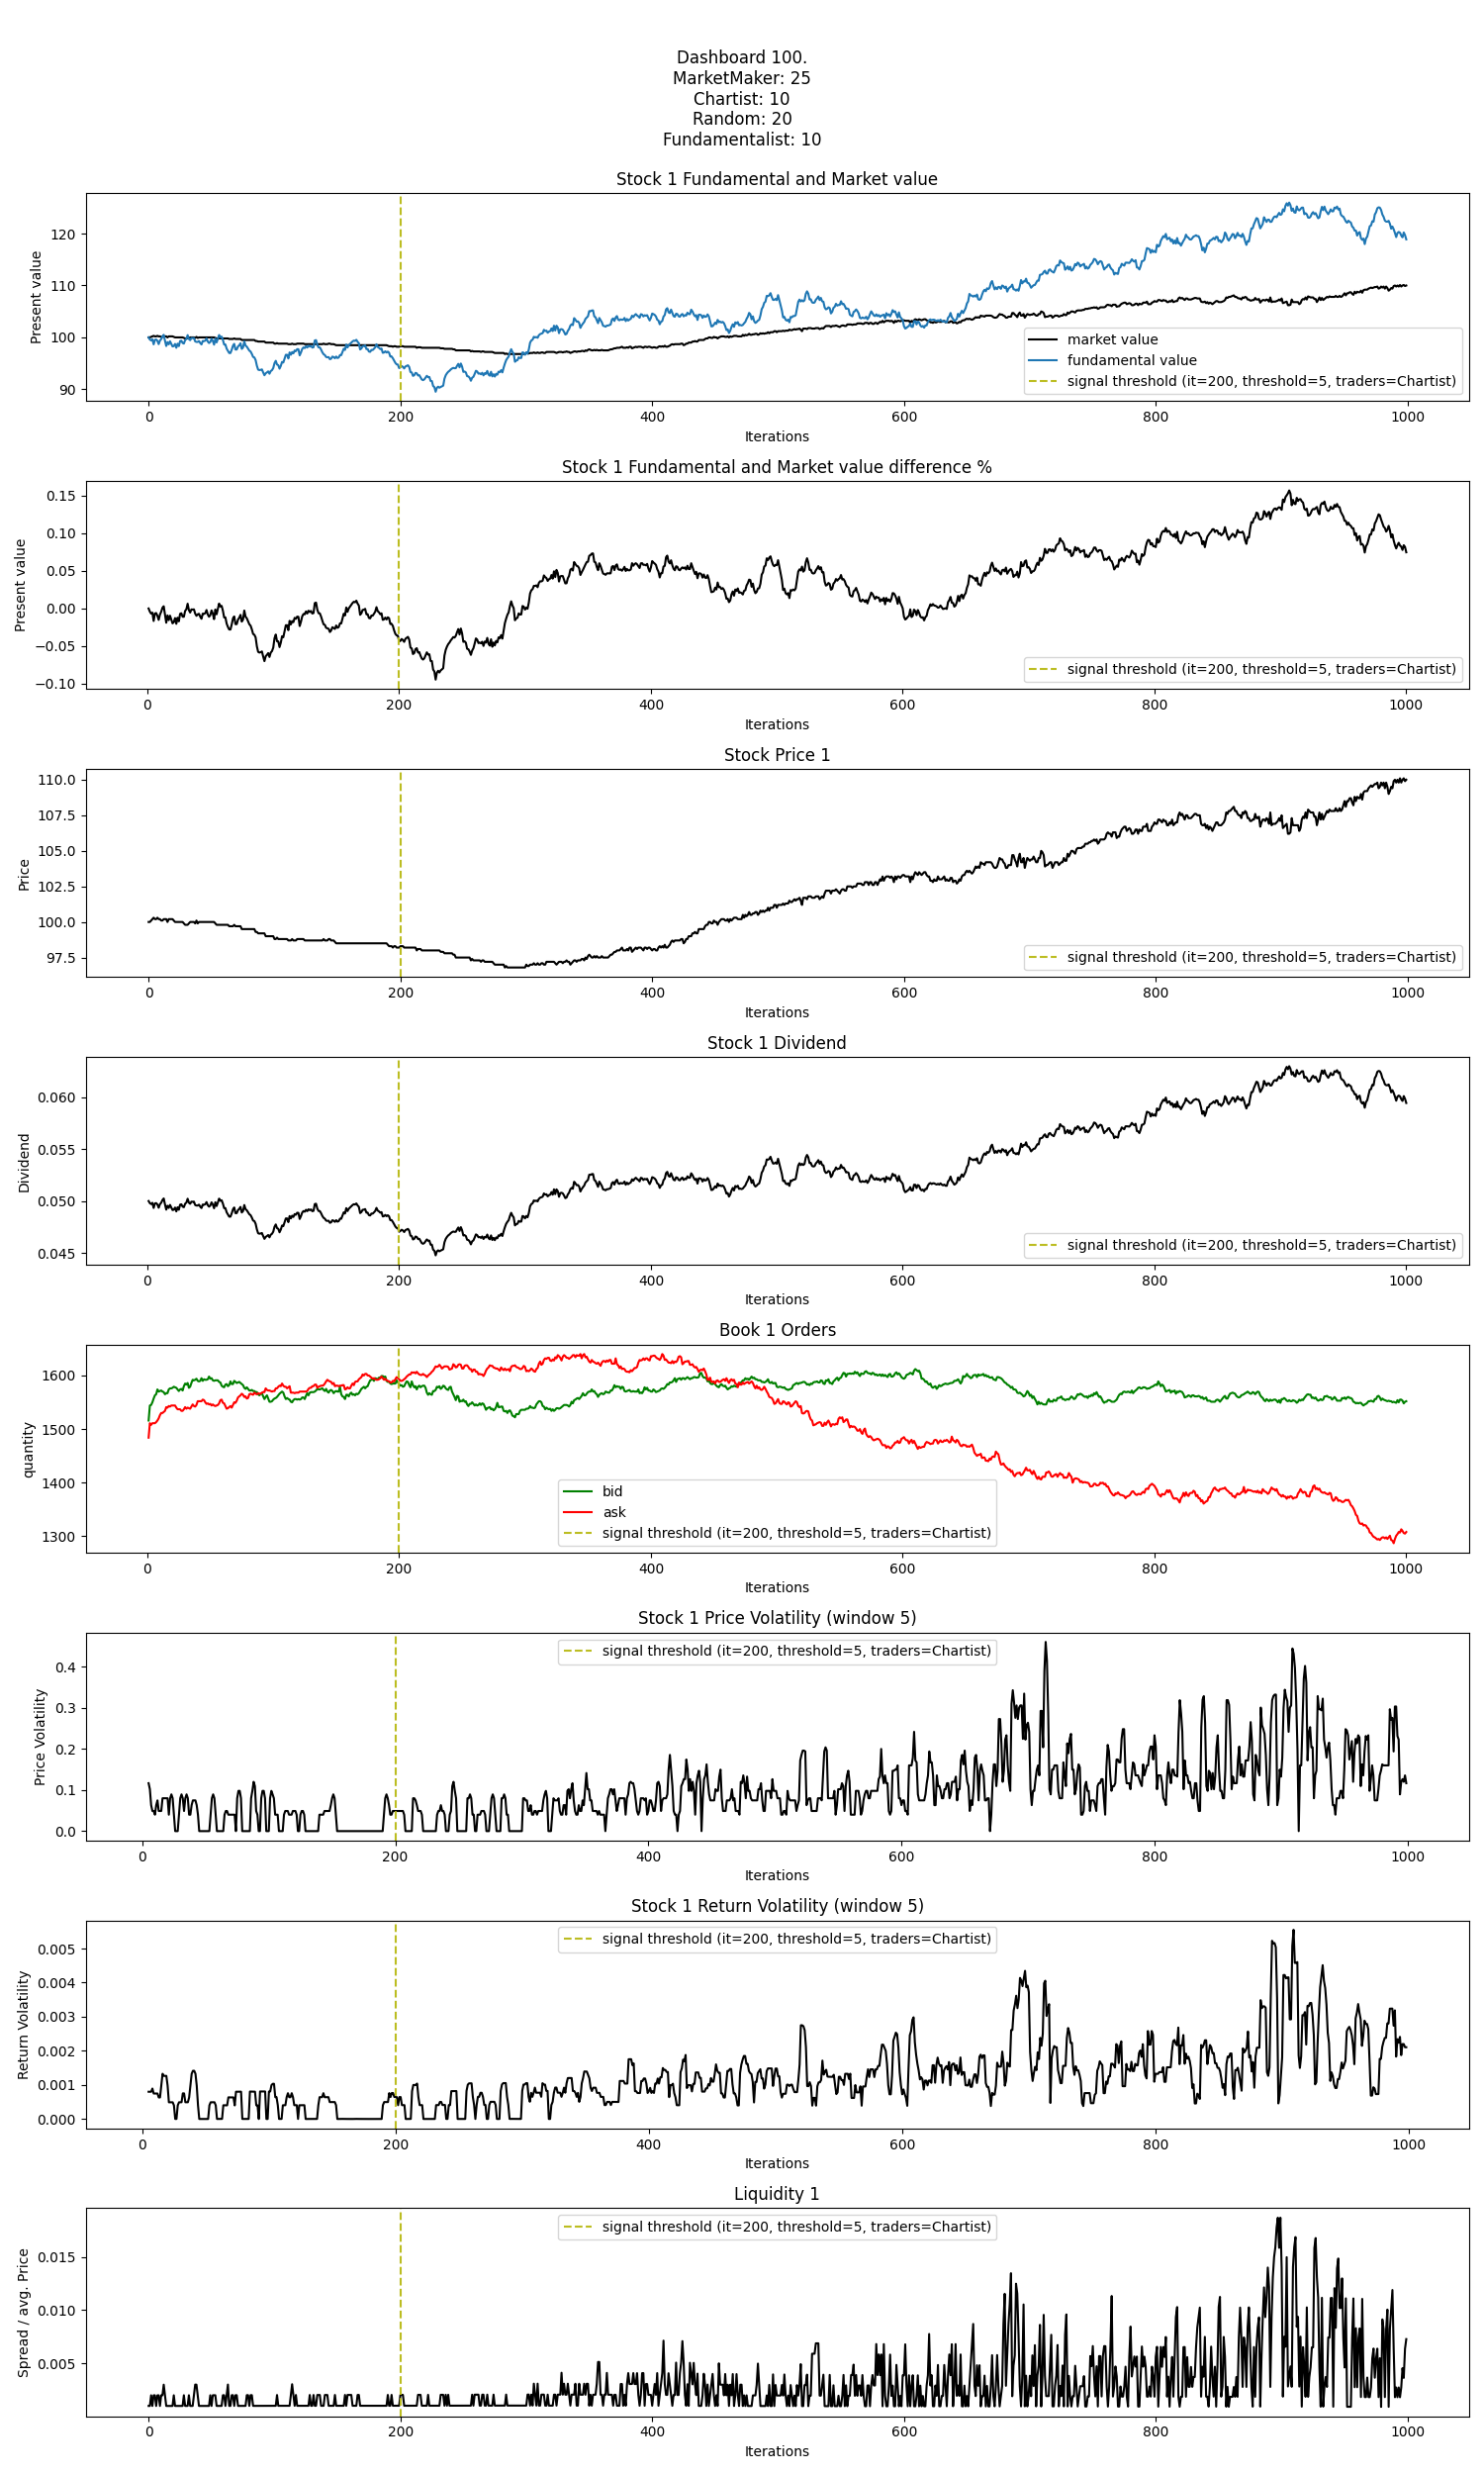 Dashboard 100.
MarketMaker: 25
Chartist: 10
Random: 20
Fundamentalist: 10
Stock 1 Fundamental and Market value
Present value
120
110
100
90
market value
fundamental value
signal threshold (it=200, threshold=5, traders=Chartist)
0 200 400 600 800 1000
Iterations
Stock 1 Fundamental and Market value difference %
Present value
0.15
0.10
0.05
0.00
−0.05
−0.10
signal threshold (it=200, threshold=5, traders=Chartist)
0 200 400 600 800 1000
Iterations
Stock Price 1
Price
110.0
107.5
105.0
102.5
100.0
97.5
signal threshold (it=200, threshold=5, traders=Chartist)
0 200 400 600 800 1000
Iterations
Stock 1 Dividend
Dividend
0.060
0.055
0.050
0.045
signal threshold (it=200, threshold=5, traders=Chartist)
0 200 400 600 800 1000
Iterations
Book 1 Orders
quantity
1600
1500
1400
1300
bid
ask
signal threshold (it=200, threshold=5, traders=Chartist)
0 200 400 600 800 1000
Iterations
Stock 1 Price Volatility (window 5)
signal threshold (it=200, threshold=5, traders=Chartist)
Price Volatility
0.4
0.3
0.2
0.1
0.0
0 200 400 600 800 1000
Iterations
Stock 1 Return Volatility (window 5)
signal threshold (it=200, threshold=5, traders=Chartist)
Return Volatility
0.005
0.004
0.003
0.002
0.001
0.000
0 200 400 600 800 1000
Iterations
Liquidity 1
signal threshold (it=200, threshold=5, traders=Chartist)
Spread / avg. Price
0.015
0.010
0.005
0 200 400 600 800 1000
Iterations